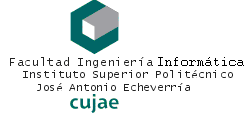 Facultad Ingeniería Informática
Instituto Superior Politécnico
José Antonio Echeverría
cujae